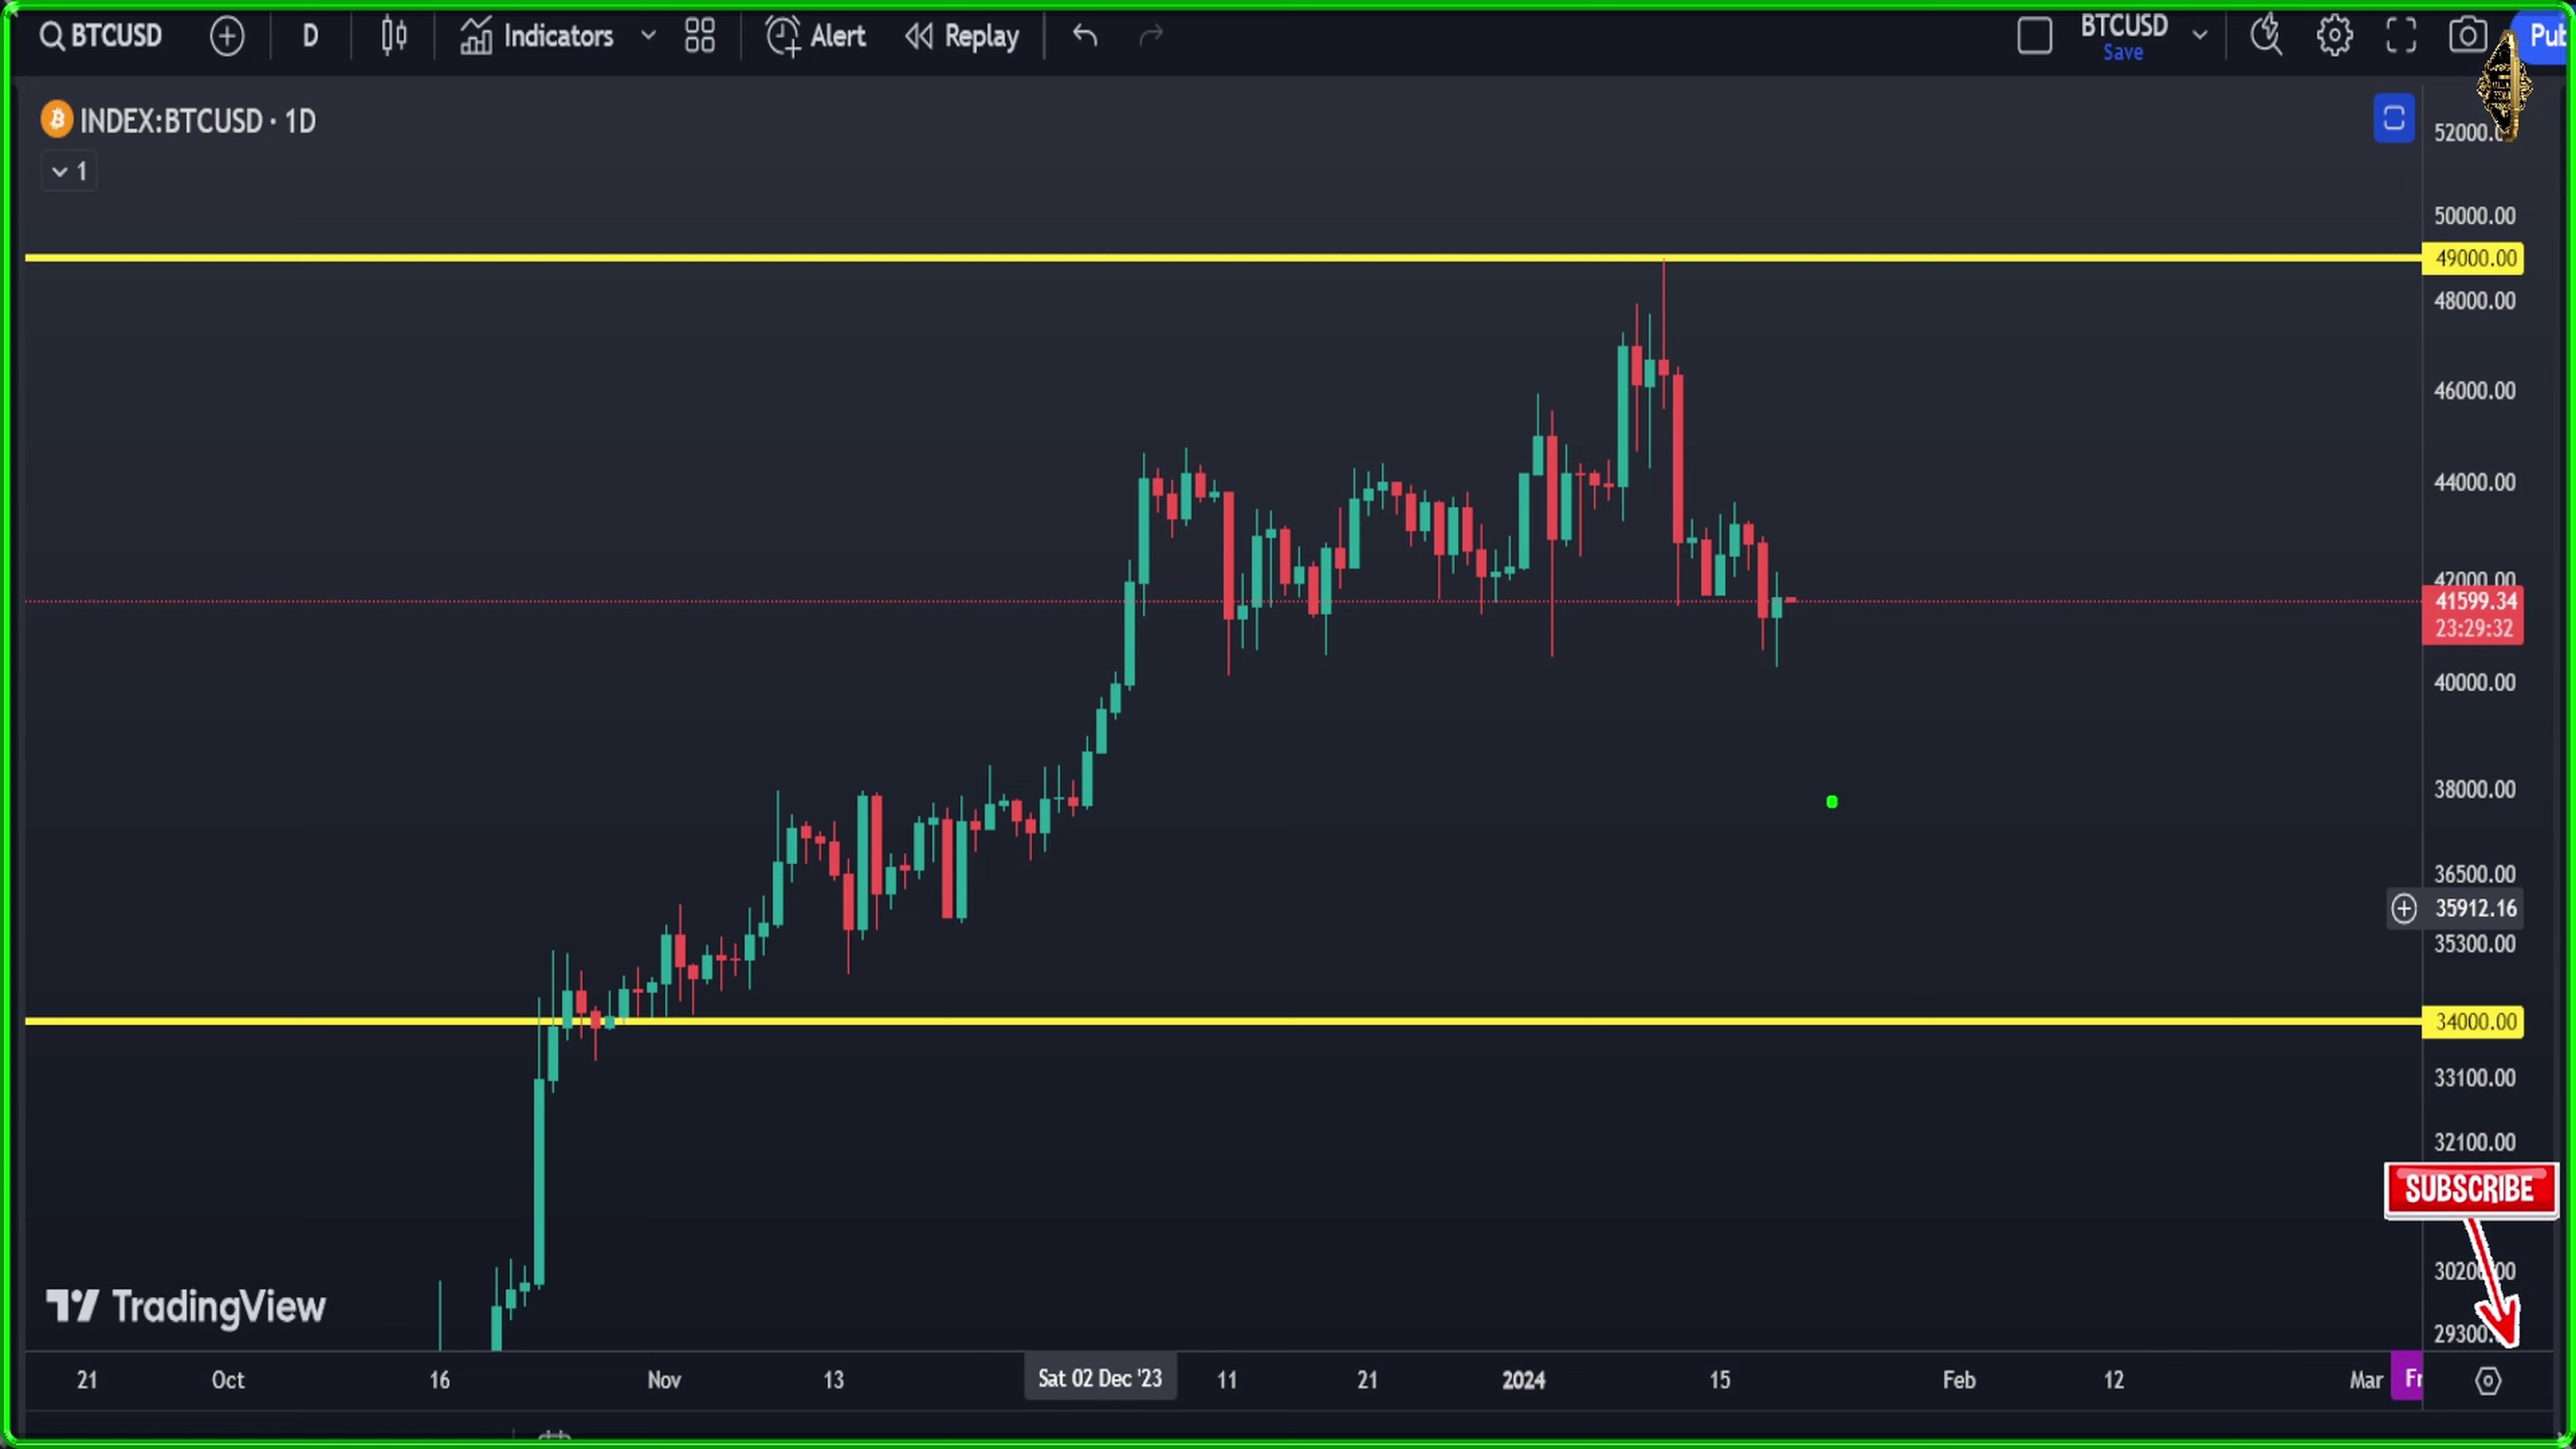 BTCUSD D Indicators Alert Replay BTCUSD
Save
INDEX:BTCUSD · 1D
1
50000.00
49000.00
48000.00
46000.00
44000.00
42000.00
41599.34
23:29:32
40000.00
38000.00
36500.00
35912.16
35300.00
34000.00
33100.00
32100.00
SUBSCRIBE
TradingView
21 Oct 16 Nov 13 Sat 02 Dec '23 11 21 2024 15 Feb 12 Mar